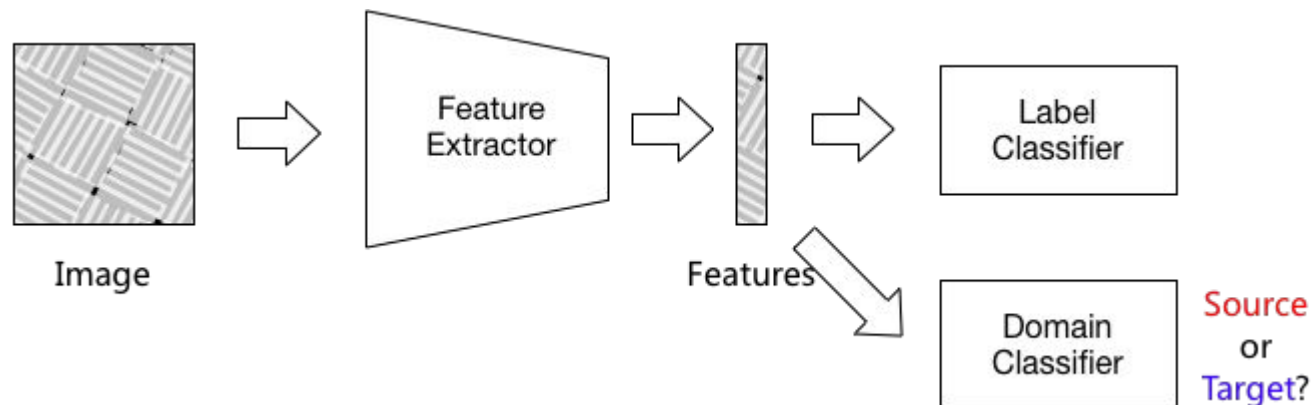 Image
Feature
Extractor
Features
Label
Classifier
Domain
Classifier
Source
or
Target?